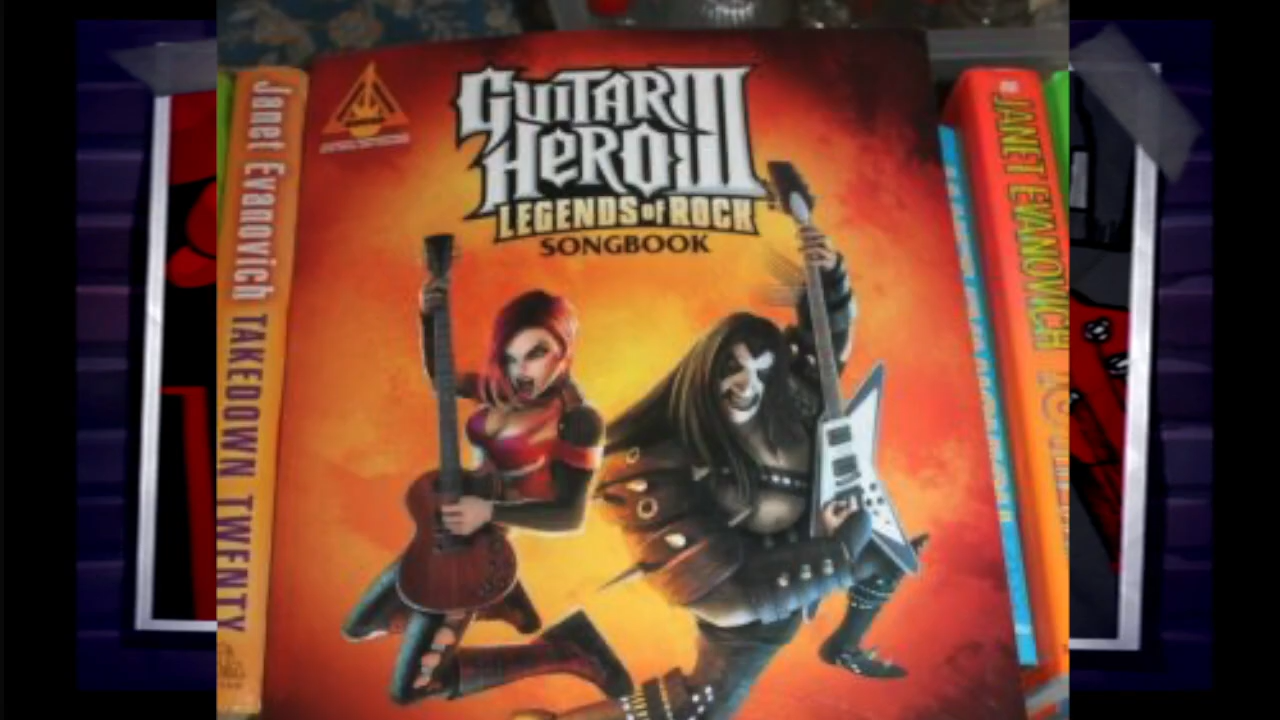 Janet Evanovich TAKEDOWN TWENTY
GUITAR
HERO III
LEGENDS OF ROCK
SONGBOOK
JANET EVANOVICH